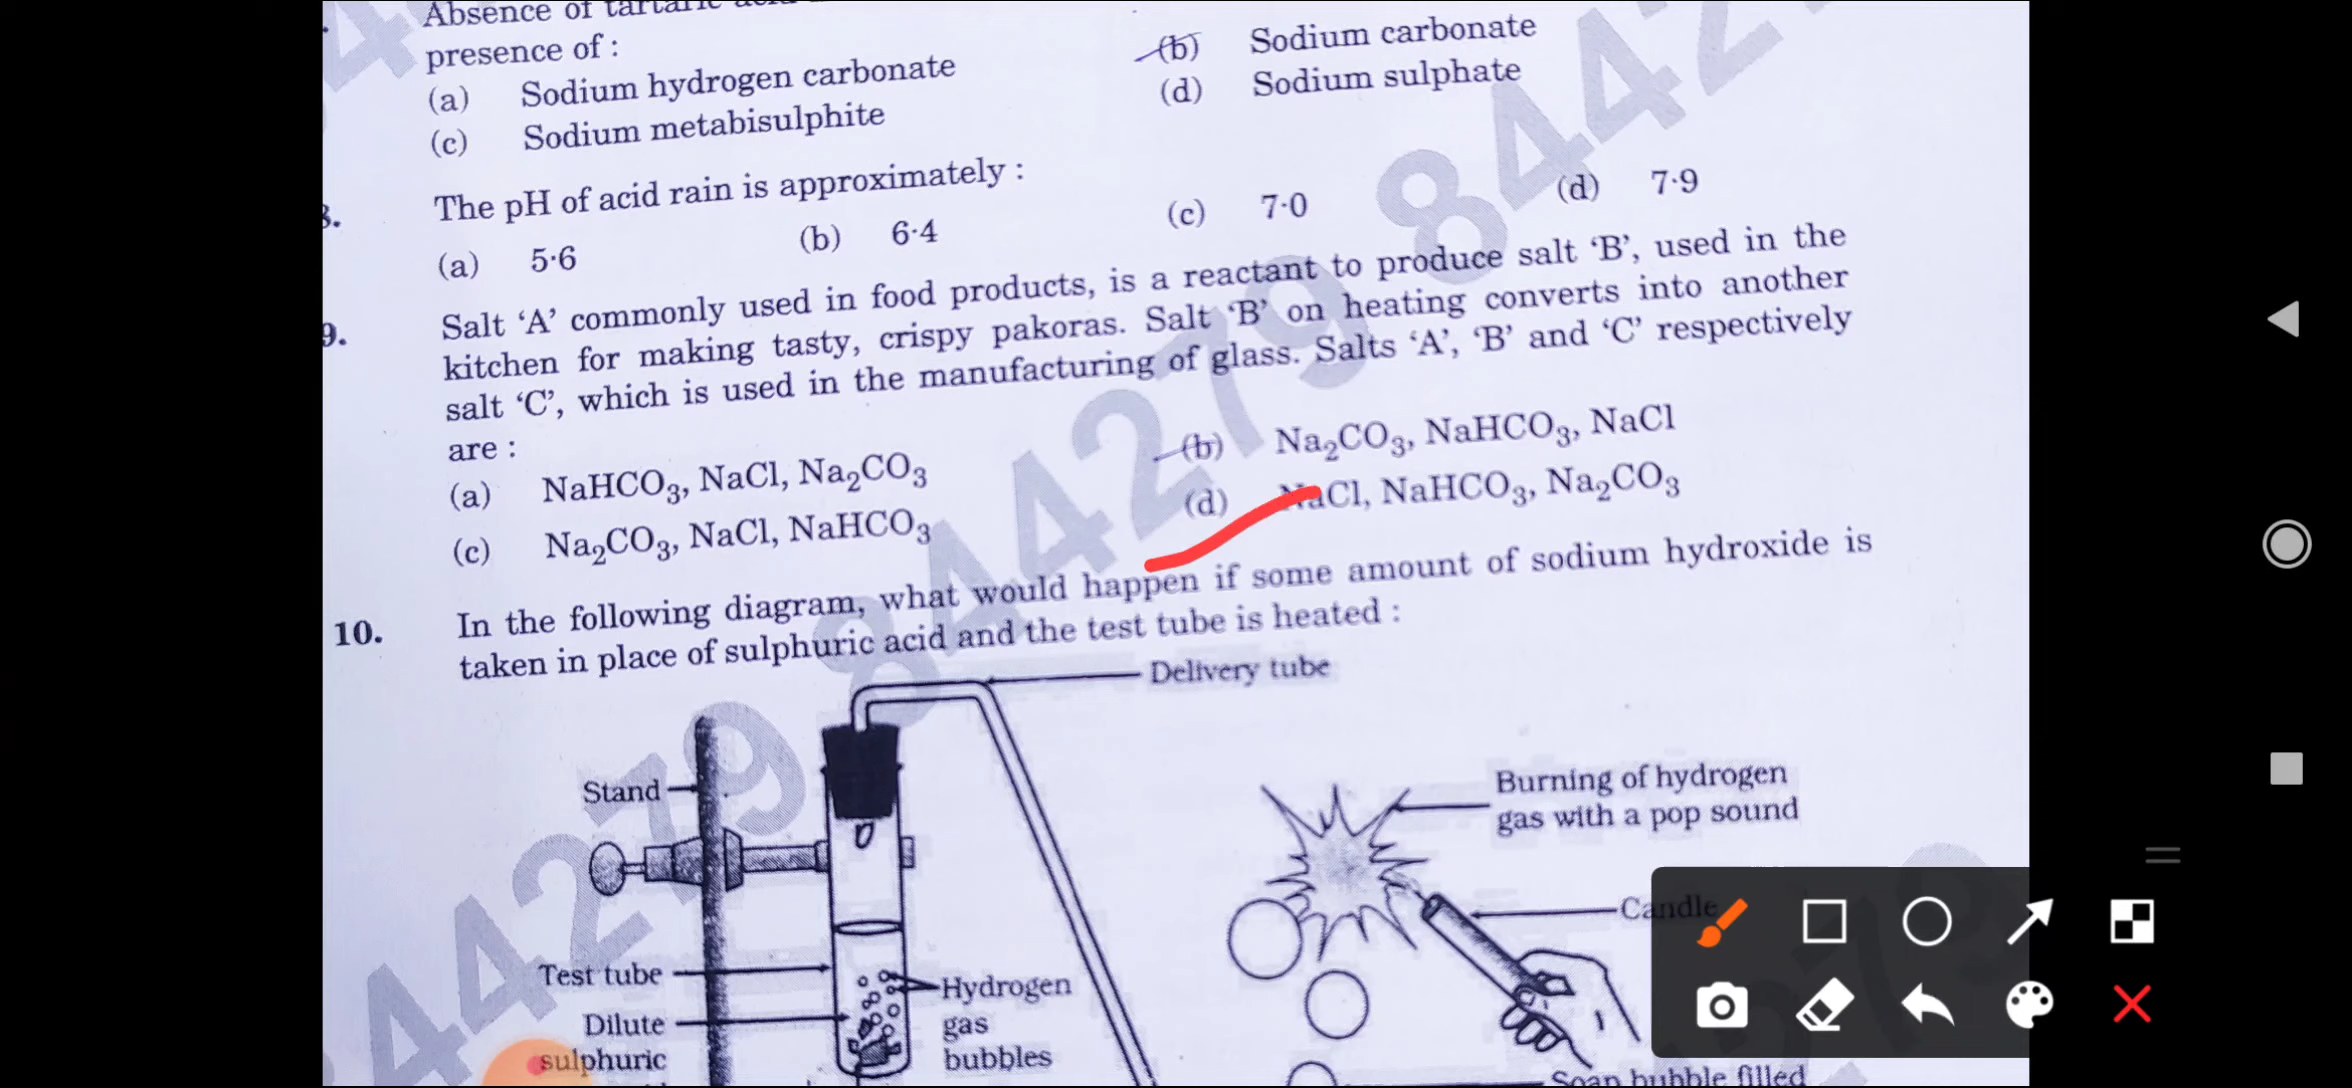 Absence of tartaric
presence of :
(a) Sodium hydrogen carbonate
(b) Sodium carbonate
(c) Sodium metabisulphite
(d) Sodium sulphate
The pH of acid rain is approximately :
(a) 5·6
(b) 6·4
(c) 7·0
(d) 7·9
9. Salt ‘A’ commonly used in food products, is a reactant to produce salt ‘B’, used in the
kitchen for making tasty, crispy pakoras. Salt ‘B’ on heating converts into another
salt ‘C’, which is used in the manufacturing of glass. Salts ‘A’, ‘B’ and ‘C’ respectively
are :
(a) NaHCO₃, NaCl, Na₂CO₃
(b) Na₂CO₃, NaHCO₃, NaCl
(c) Na₂CO₃, NaCl, NaHCO₃
(d) NaCl, NaHCO₃, Na₂CO₃
10. In the following diagram, what would happen if some amount of sodium hydroxide is
taken in place of sulphuric acid and the test tube is heated :
Delivery tube
Stand
Burning of hydrogen
gas with a pop sound
Candle
Test tube
Hydrogen
gas
bubbles
Dilute
sulphuric
Soap bubble filled
844279 844279 844279